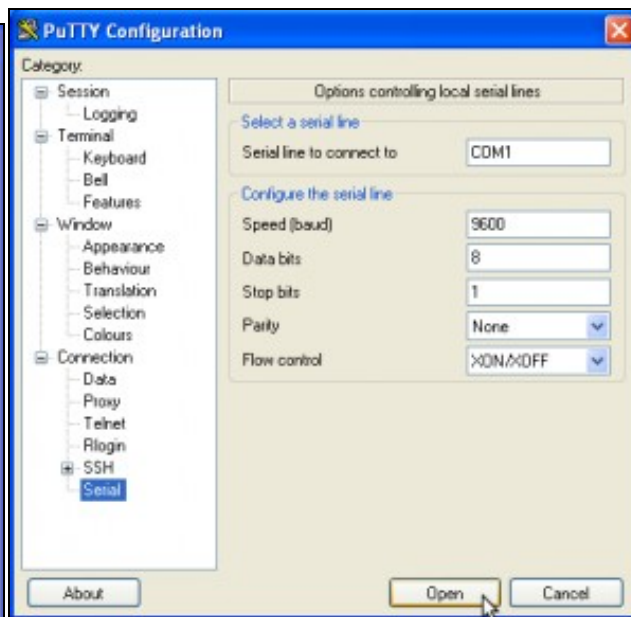 PuTTY Configuration
Category:
Session
Logging
Terminal
Keyboard
Bell
Features
Window
Appearance
Behaviour
Translation
Selection
Colours
Connection
Data
Proxy
Telnet
Rlogin
SSH
Serial
Options controlling local serial lines
Select a serial line
Serial line to connect to COM1
Configure the serial line
Speed (baud) 9600
Data bits 8
Stop bits 1
Parity None
Flow control XON/XOFF
About Open Cancel